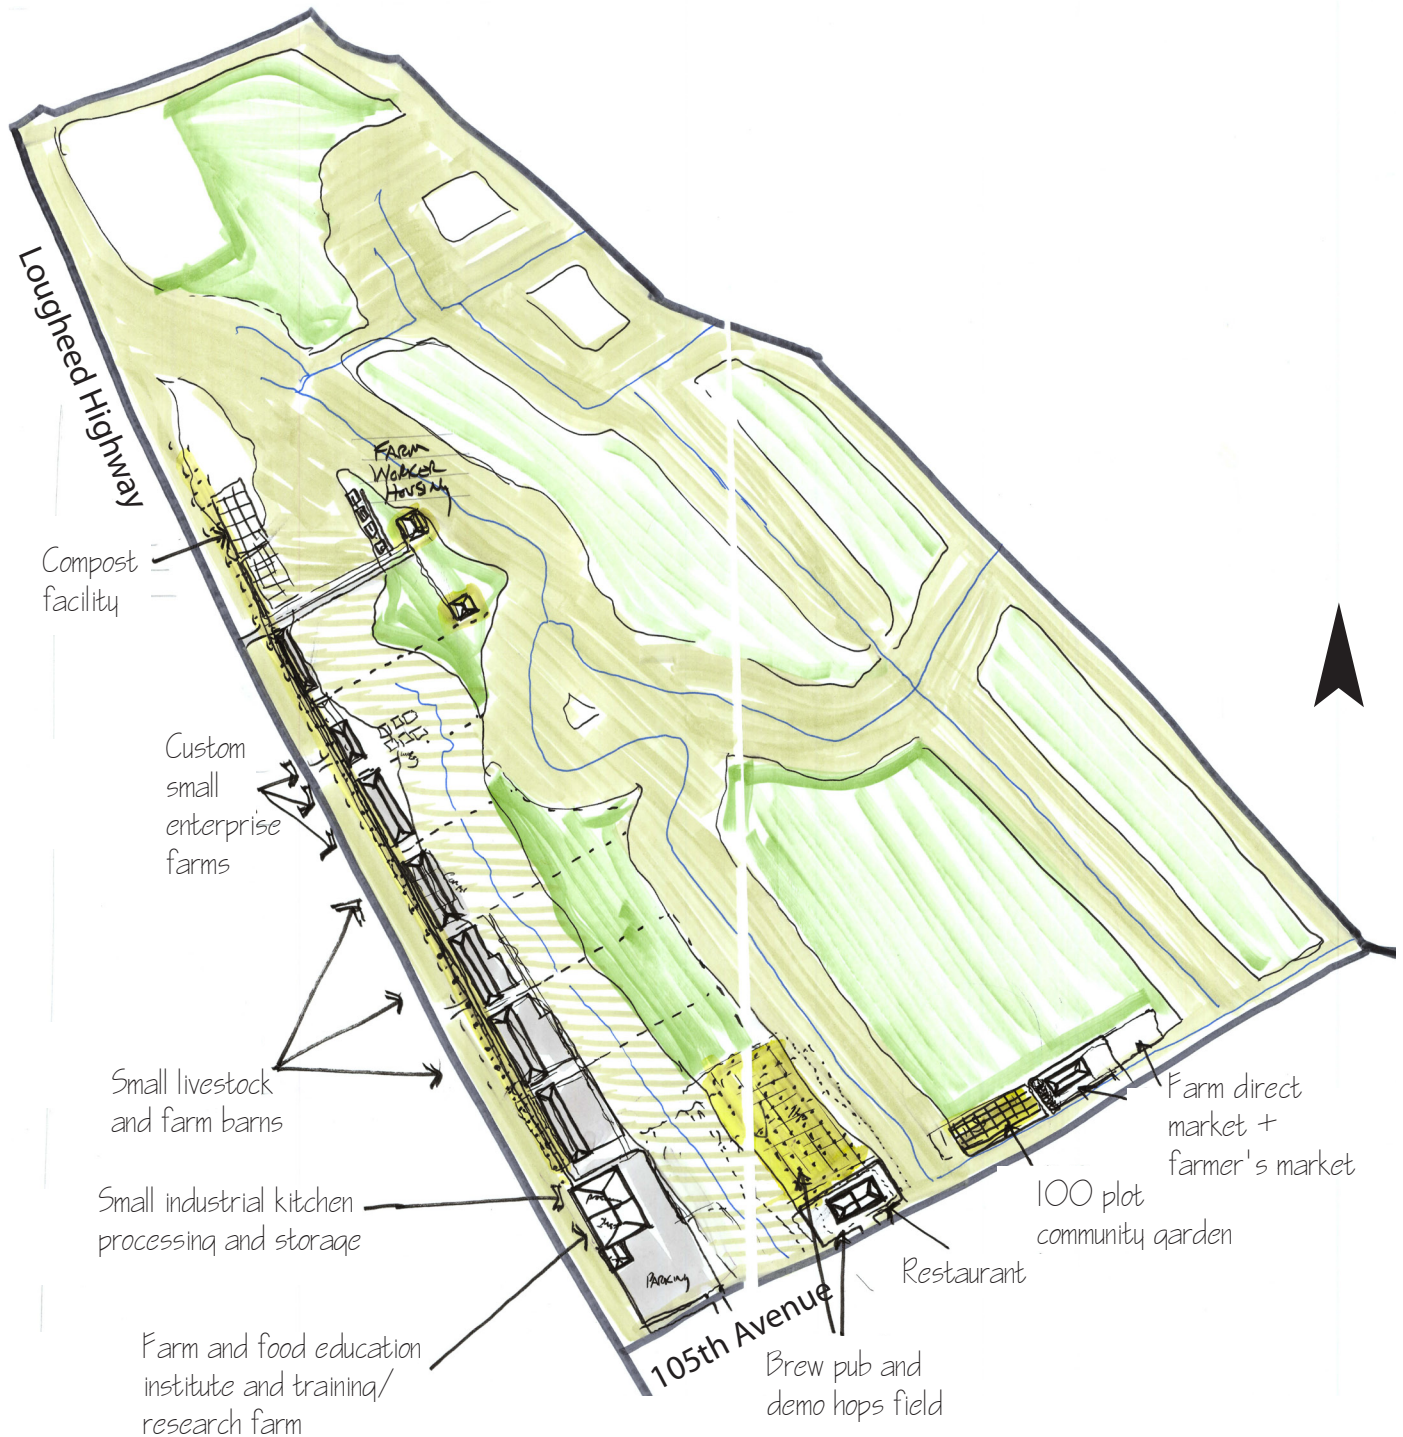 Lougheed Highway
FARM
WORKER
HOUSING
Compost
facility
Custom
small
enterprise
farms
Small livestock
and farm barns
Farm direct
market +
farmer's market
Small industrial kitchen
processing and storage
100 plot
community garden
Restaurant
PARKING
105th Avenue
Farm and food education
institute and training/
research farm
Brew pub and
demo hops field